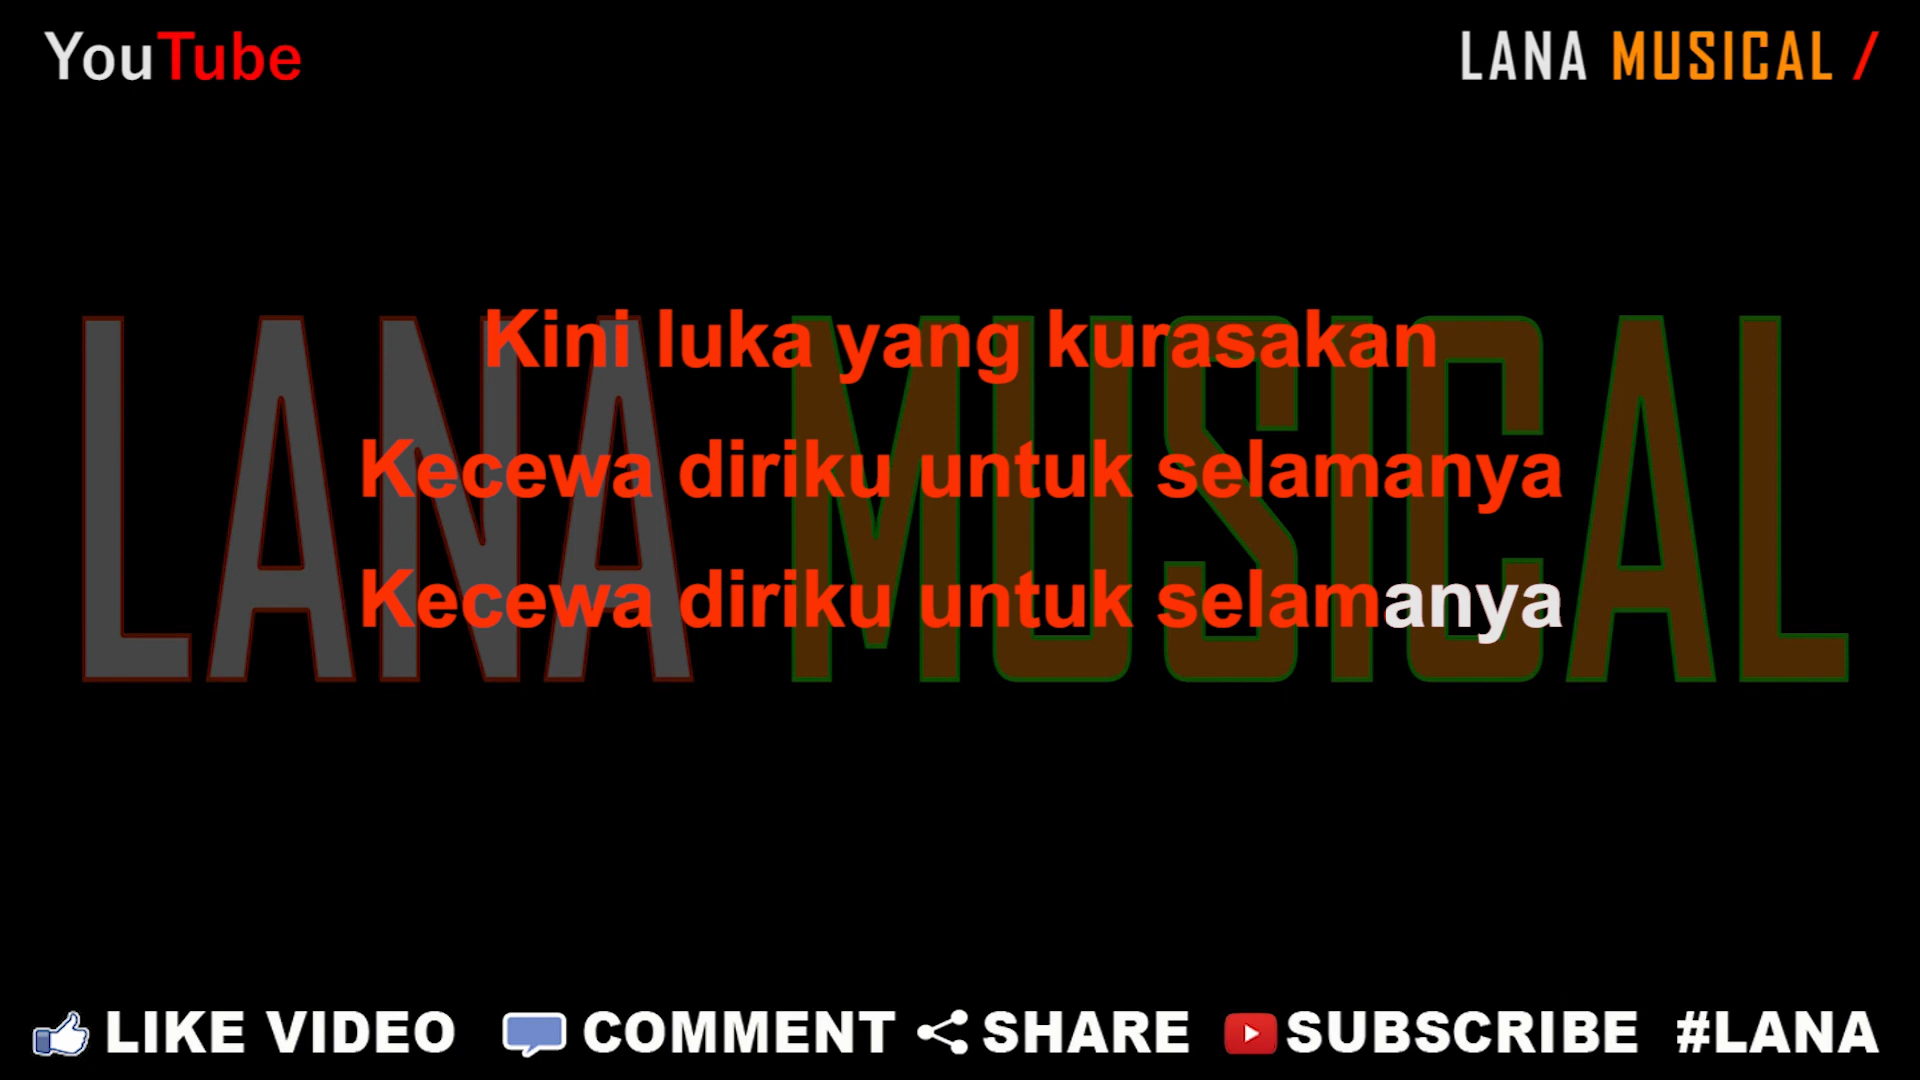 YouTube
LANA MUSICAL /
LANA MUSICAL
Kini luka yang kurasakan
Kecewa diriku untuk selamanya
Kecewa diriku untuk selamanya
LIKE VIDEO COMMENT SHARE SUBSCRIBE #LANA